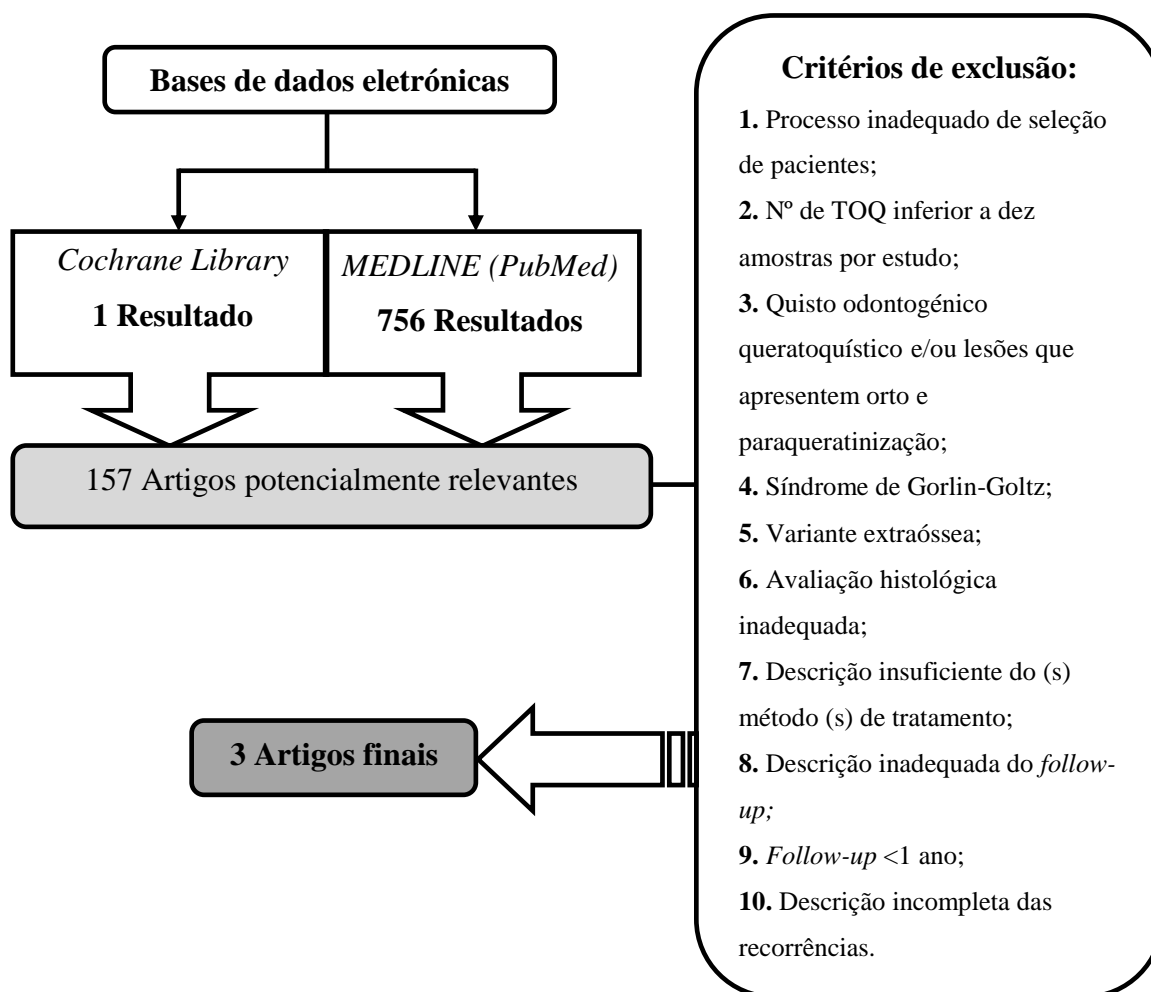 Bases de dados eletrónicas
Cochrane Library
1 Resultado
MEDLINE (PubMed)
756 Resultados
157 Artigos potencialmente relevantes
3 Artigos finais
Critérios de exclusão:
1. Processo inadequado de seleção
de pacientes;
2. Nº de TOQ inferior a dez
amostras por estudo;
3. Quisto odontogénico
queratoquístico e/ou lesões que
apresentem orto e
paraqueratinização;
4. Síndrome de Gorlin-Goltz;
5. Variante extraóssea;
6. Avaliação histológica
inadequada;
7. Descrição insuficiente do (s)
método (s) de tratamento;
8. Descrição inadequada do follow-
up;
9. Follow-up <1 ano;
10. Descrição incompleta das
recorrências.